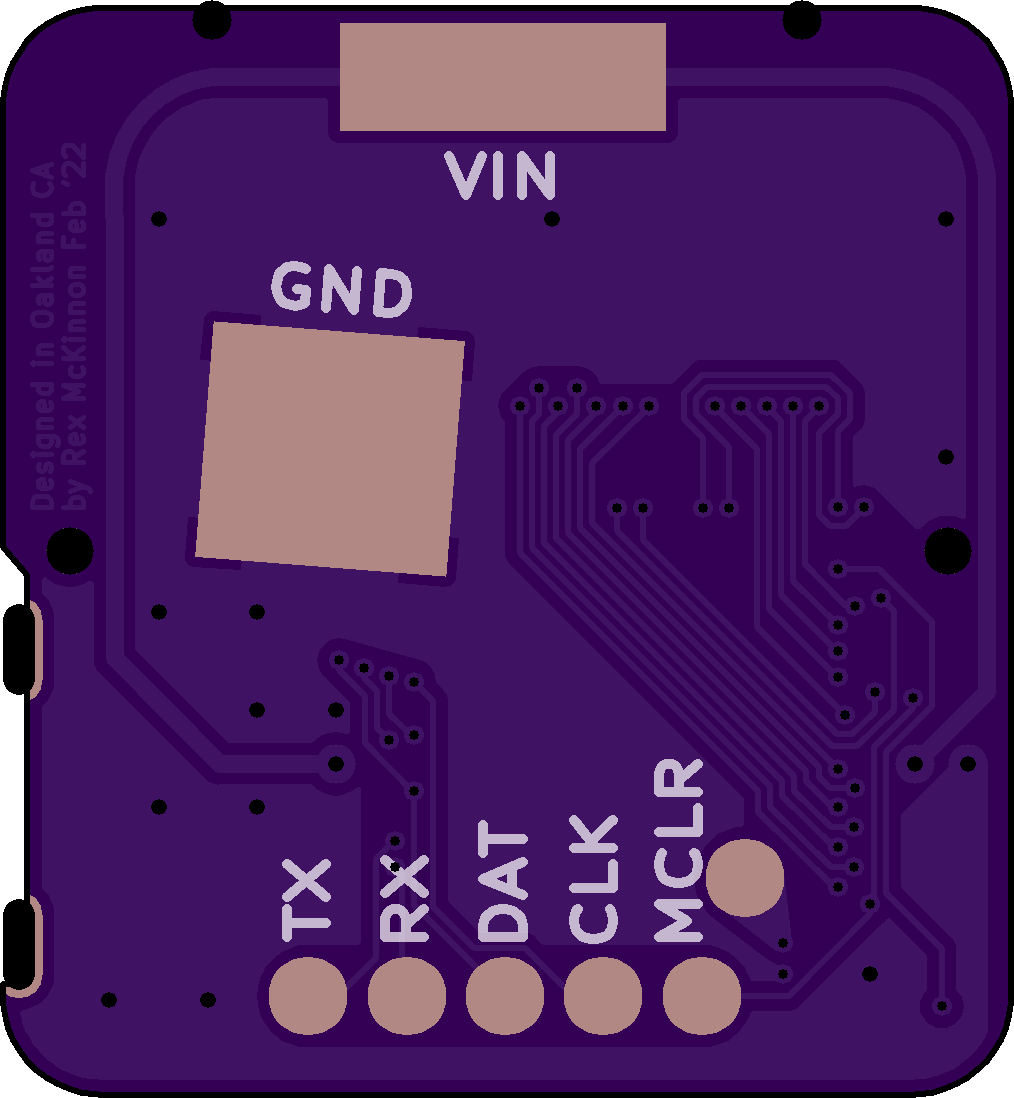 VIN
GND
Designed in Oakland CA
by Rex McKinnon Feb '22
TX
RX
DAT
CLK
MCLR